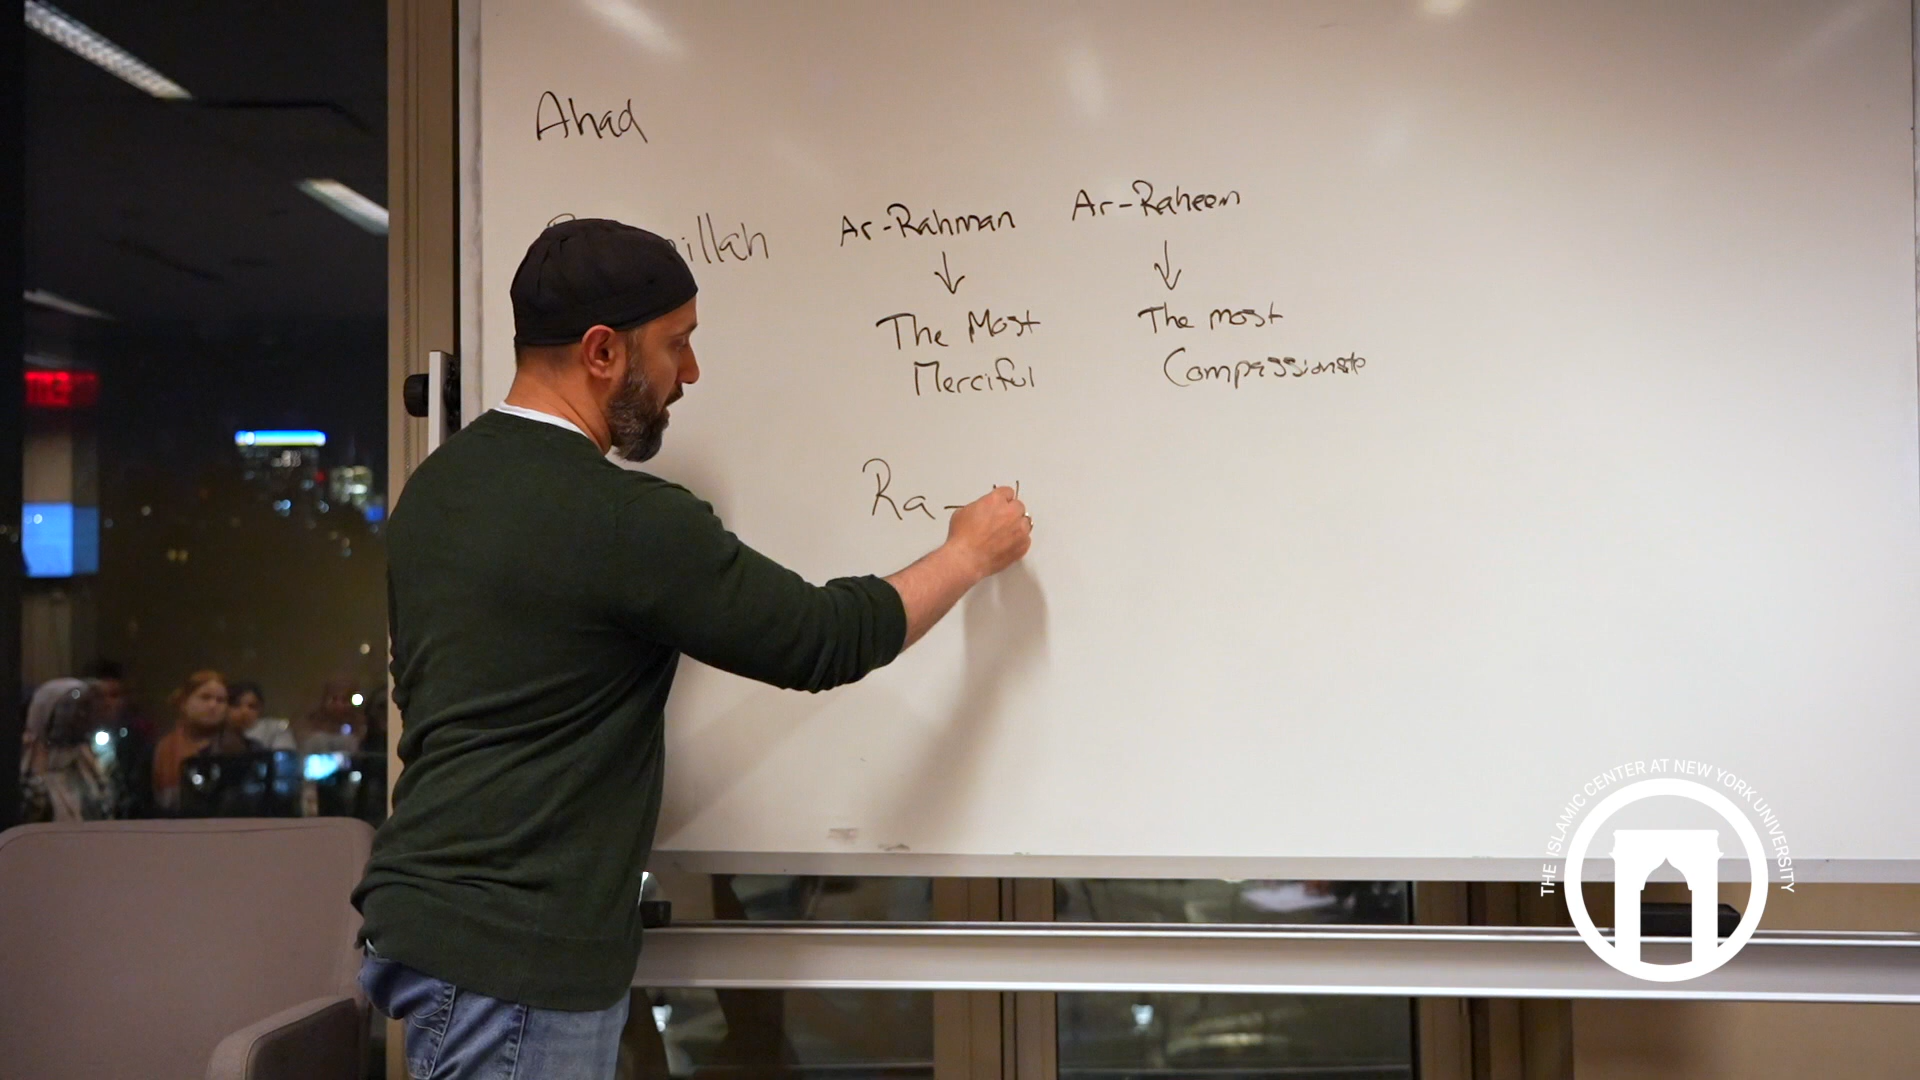 Ahad
illah Ar-Rahman Ar-Raheem
The Most The most
Merciful Compassionate
Ra -
THE ISLAMIC CENTER AT NEW YORK UNIVERSITY